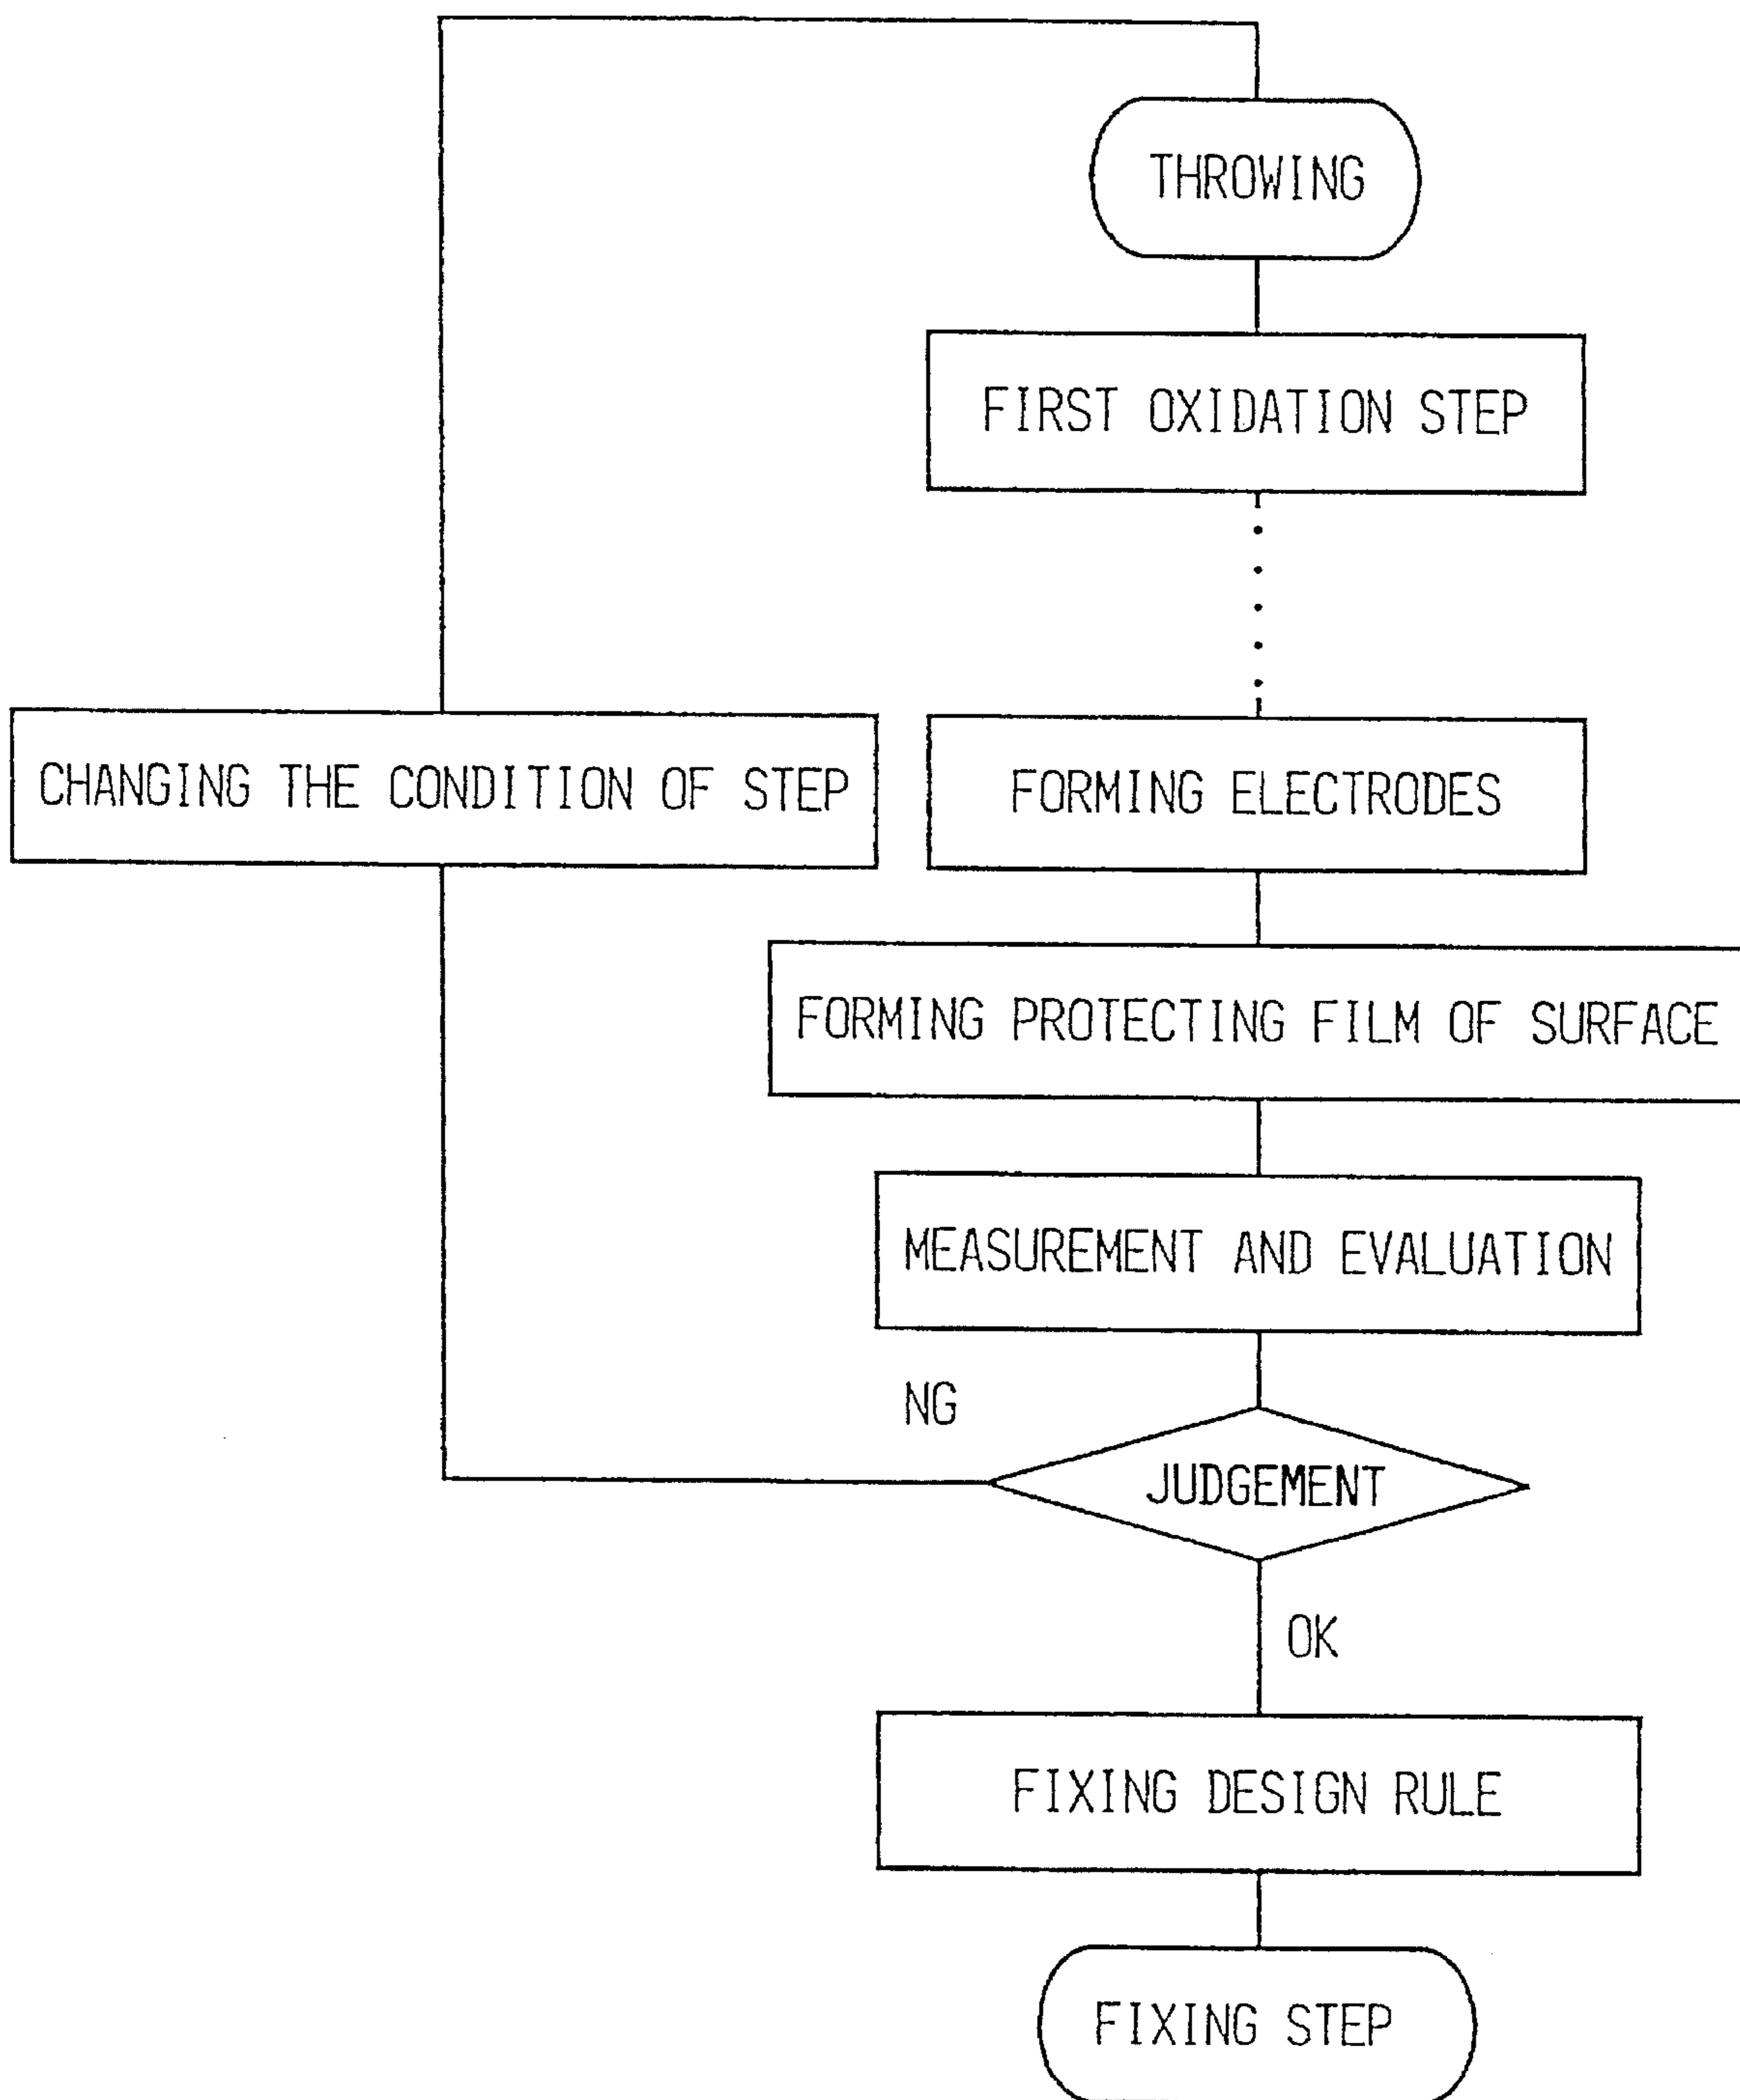 THROWING
FIRST OXIDATION STEP
CHANGING THE CONDITION OF STEP
FORMING ELECTRODES
FORMING PROTECTING FILM OF SURFACE
MEASUREMENT AND EVALUATION
NG
JUDGEMENT
OK
FIXING DESIGN RULE
FIXING STEP